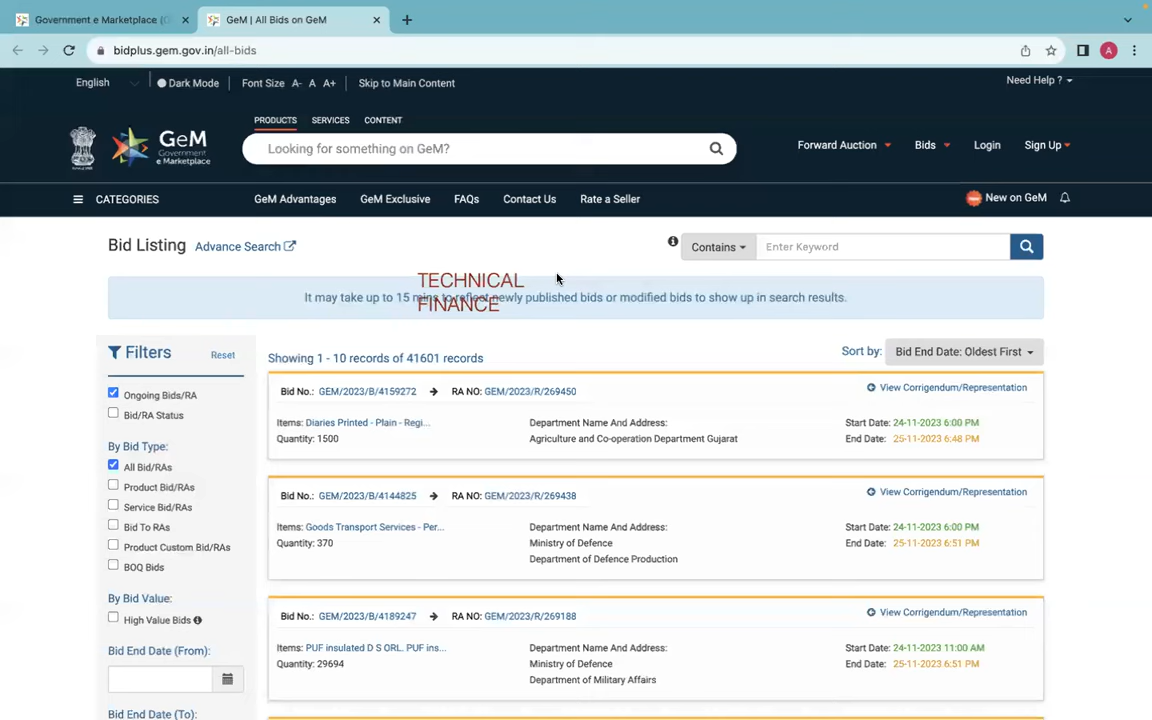 Government e Marketplace (G
GeM | All Bids on GeM
bidplus.gem.gov.in/all-bids
A
English
Dark Mode
Font Size A- A A+
Skip to Main Content
Need Help ?
PRODUCTS SERVICES CONTENT
GeM
Government
e Marketplace
Looking for something on GeM?
Forward Auction
Bids
Login
Sign Up
CATEGORIES
GeM Advantages
GeM Exclusive
FAQs
Contact Us
Rate a Seller
New on GeM
Bid Listing
Advance Search
Contains
Enter Keyword
TECHNICAL
It may take up to 15 mins to reflect newly published bids or modified bids to show up in search results.
FINANCE
Filters
Reset
Ongoing Bids/RA
Bid/RA Status
By Bid Type:
All Bid/RAs
Product Bid/RAs
Service Bid/RAs
Bid To RAs
Product Custom Bid/RAs
BOQ Bids
By Bid Value:
High Value Bids
Bid End Date (From):
Bid End Date (To):
Showing 1 - 10 records of 41601 records
Sort by:
Bid End Date: Oldest First
Bid No.: GEM/2023/B/4159272 RA NO: GEM/2023/R/269450
View Corrigendum/Representation
Items: Diaries Printed - Plain - Regi...
Quantity: 1500
Department Name And Address:
Agriculture and Co-operation Department Gujarat
Start Date: 24-11-2023 6:00 PM
End Date: 25-11-2023 6:48 PM
Bid No.: GEM/2023/B/4144825 RA NO: GEM/2023/R/269438
View Corrigendum/Representation
Items: Goods Transport Services - Per...
Quantity: 370
Department Name And Address:
Ministry of Defence
Department of Defence Production
Start Date: 24-11-2023 6:00 PM
End Date: 25-11-2023 6:51 PM
Bid No.: GEM/2023/B/4189247 RA NO: GEM/2023/R/269188
View Corrigendum/Representation
Items: PUF insulated D S ORL. PUF ins...
Quantity: 29694
Department Name And Address:
Ministry of Defence
Department of Military Affairs
Start Date: 24-11-2023 11:00 AM
End Date: 25-11-2023 6:51 PM